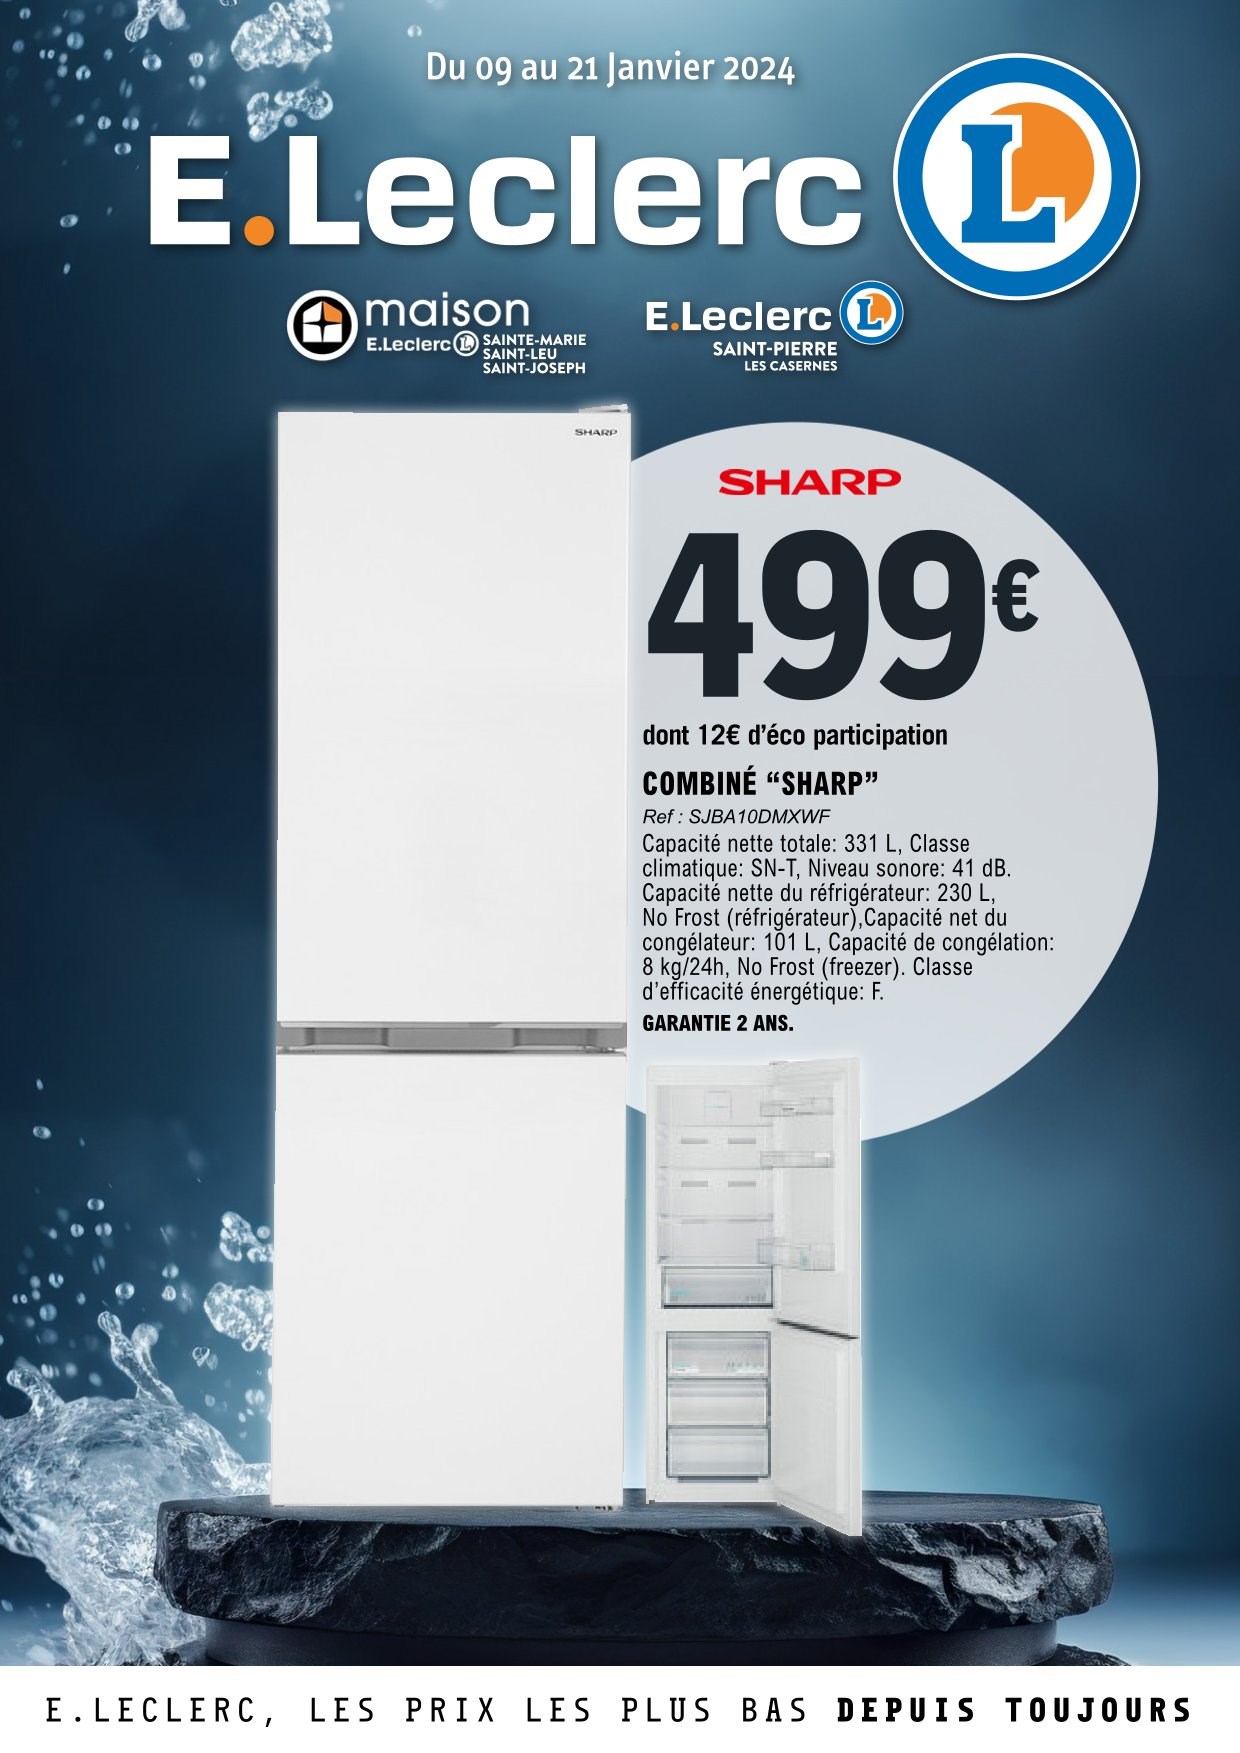 Du 09 au 21 Janvier 2024
E.Leclerc L
maison
E.Leclerc L SAINTE-MARIE
SAINT-LEU
SAINT-JOSEPH
E.Leclerc L
SAINT-PIERRE
LES CASERNES
SHARP
SHARP
499€
dont 12€ d'éco participation
COMBINÉ “SHARP”
Ref : SJBA10DMXWF
Capacité nette totale: 331 L, Classe
climatique: SN-T, Niveau sonore: 41 dB.
Capacité nette du réfrigérateur: 230 L,
No Frost (réfrigérateur),Capacité net du
congélateur: 101 L, Capacité de congélation:
8 kg/24h, No Frost (freezer). Classe
d'efficacité énergétique: F.
GARANTIE 2 ANS.
E.LECLERC, LES PRIX LES PLUS BAS DEPUIS TOUJOURS